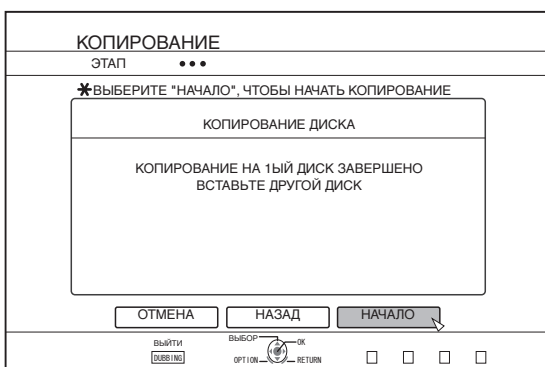 КОПИРОВАНИЕ
ЭТАП
ВЫБЕРИТЕ "НАЧАЛО", ЧТОБЫ НАЧАТЬ КОПИРОВАНИЕ
КОПИРОВАНИЕ ДИСКА
КОПИРОВАНИЕ НА 1ЫЙ ДИСК ЗАВЕРШЕНО
ВСТАВЬТЕ ДРУГОЙ ДИСК
ОТМЕНА НАЗАД НАЧАЛО
ВЫЙТИ ВЫБОР OK
DUBBING OPTION RETURN